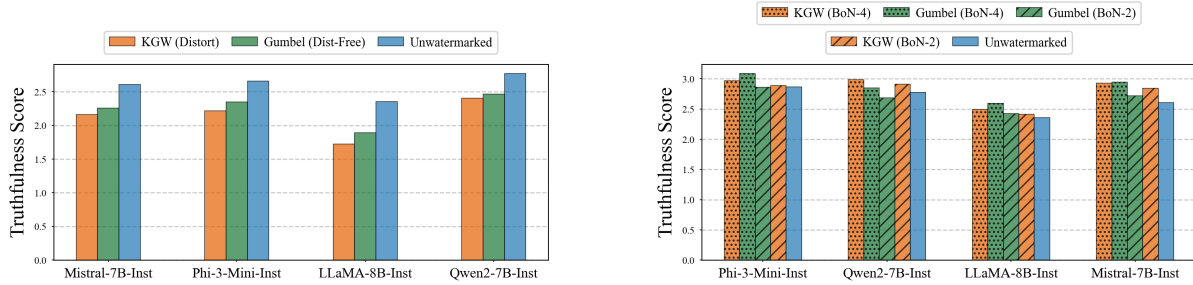 KGW (Distort) Gumbel (Dist-Free) Unwatermarked
Truthfulness Score
2.5
2.0
1.5
1.0
0.5
0.0
Mistral-7B-Inst Phi-3-Mini-Inst LLaMA-8B-Inst Qwen2-7B-Inst
KGW (BoN-4) Gumbel (BoN-4) Gumbel (BoN-2)
KGW (BoN-2) Unwatermarked
Truthfulness Score
3.0
2.5
2.0
1.5
1.0
0.5
0.0
Phi-3-Mini-Inst Qwen2-7B-Inst LLaMA-8B-Inst Mistral-7B-Inst